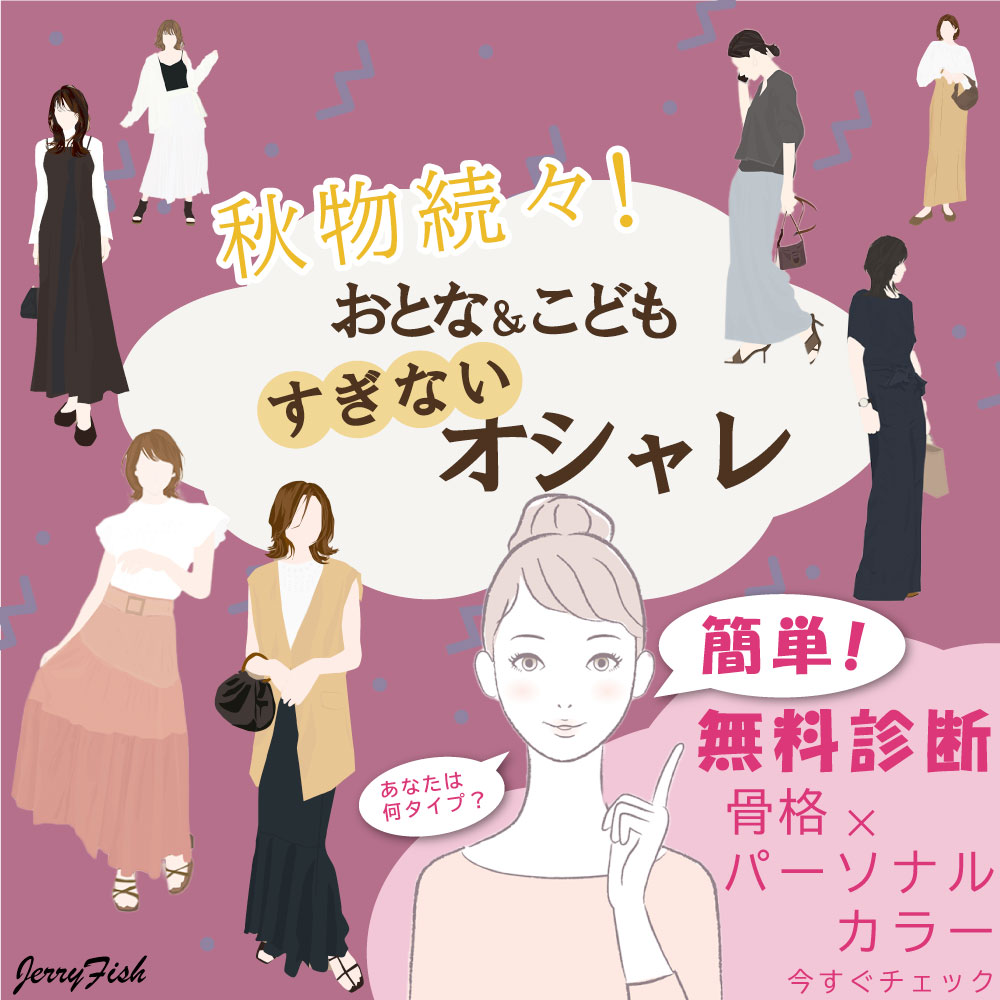 秋物続々!
おとな&こども
すぎない
オシャレ
簡単!
無料診断
あなたは
何タイプ?
骨格×
パーソナル
カラー
今すぐチェック
JerryFish